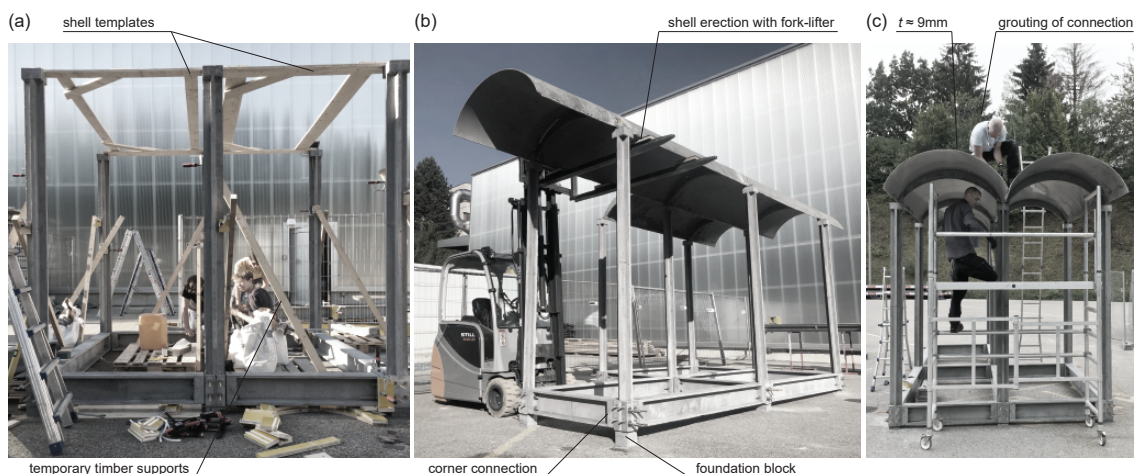 (a)
shell templates
(b)
shell erection with fork-lifter
(c)
t ≈ 9mm
grouting of connection
STILL
temporary timber supports
corner connection
foundation block